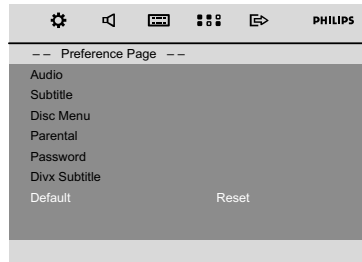 PHILIPS
-- Preference Page --
Audio
Subtitle
Disc Menu
Parental
Password
Divx Subtitle
Default Reset